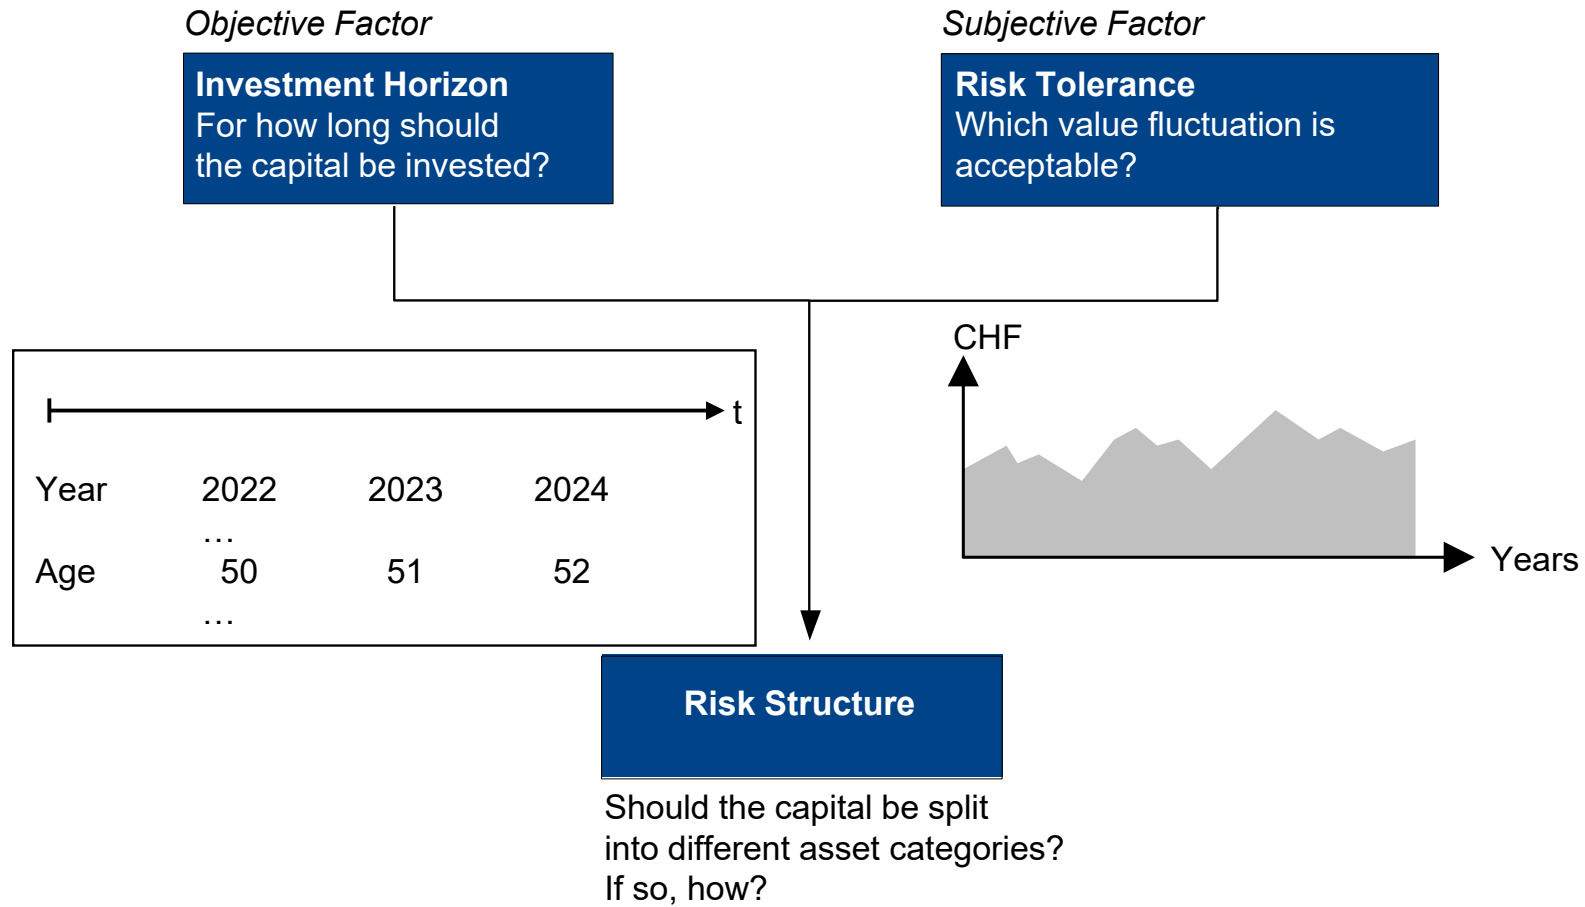 Objective Factor
Investment Horizon
For how long should
the capital be invested?
Subjective Factor
Risk Tolerance
Which value fluctuation is
acceptable?
t
Year 2022 2023 2024
…
Age 50 51 52
…
CHF
Years
Risk Structure
Should the capital be split
into different asset categories?
If so, how?